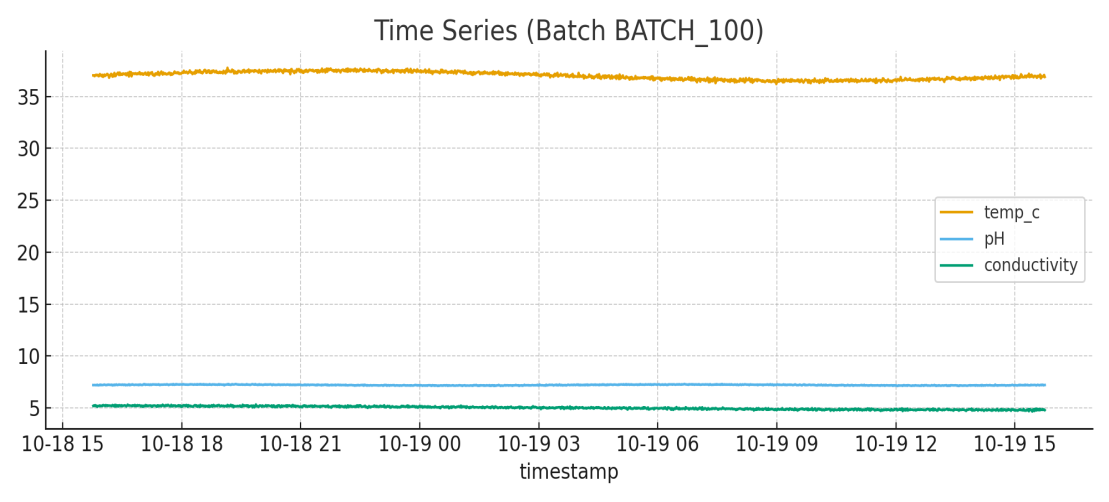 Time Series (Batch BATCH_100)
35
30
25
20
15
10
5
temp_c
pH
conductivity
10-18 15 10-18 18 10-18 21 10-19 00 10-19 03 10-19 06 10-19 09 10-19 12 10-19 15
timestamp